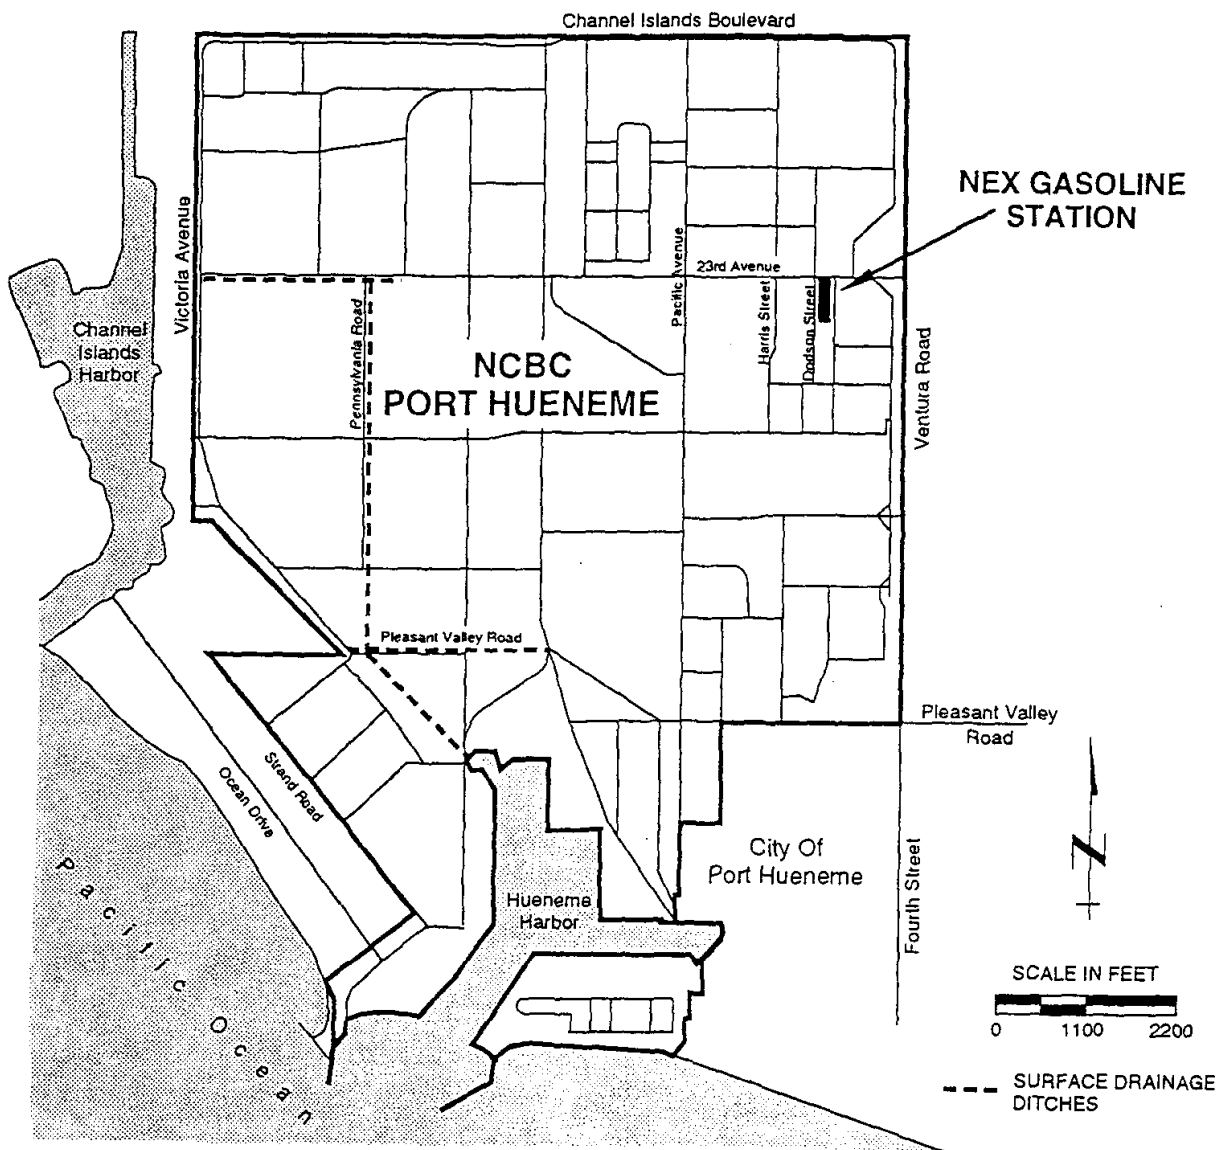 Channel Islands Boulevard
NEX GASOLINE
STATION
Victoria Avenue
Pacific Avenue
23rd Avenue
Channel
Islands
Harbor
Pennsylvania Road
Harris Street
Dodson Street
NCBC
PORT HUENEME
Ventura Road
Pleasant Valley Road
Pleasant Valley
Road
Strand Road
Ocean Drive
City Of
Port Hueneme
Fourth Street
Hueneme
Harbor
Pacific Ocean
N
SCALE IN FEET
0 1100 2200
SURFACE DRAINAGE
DITCHES